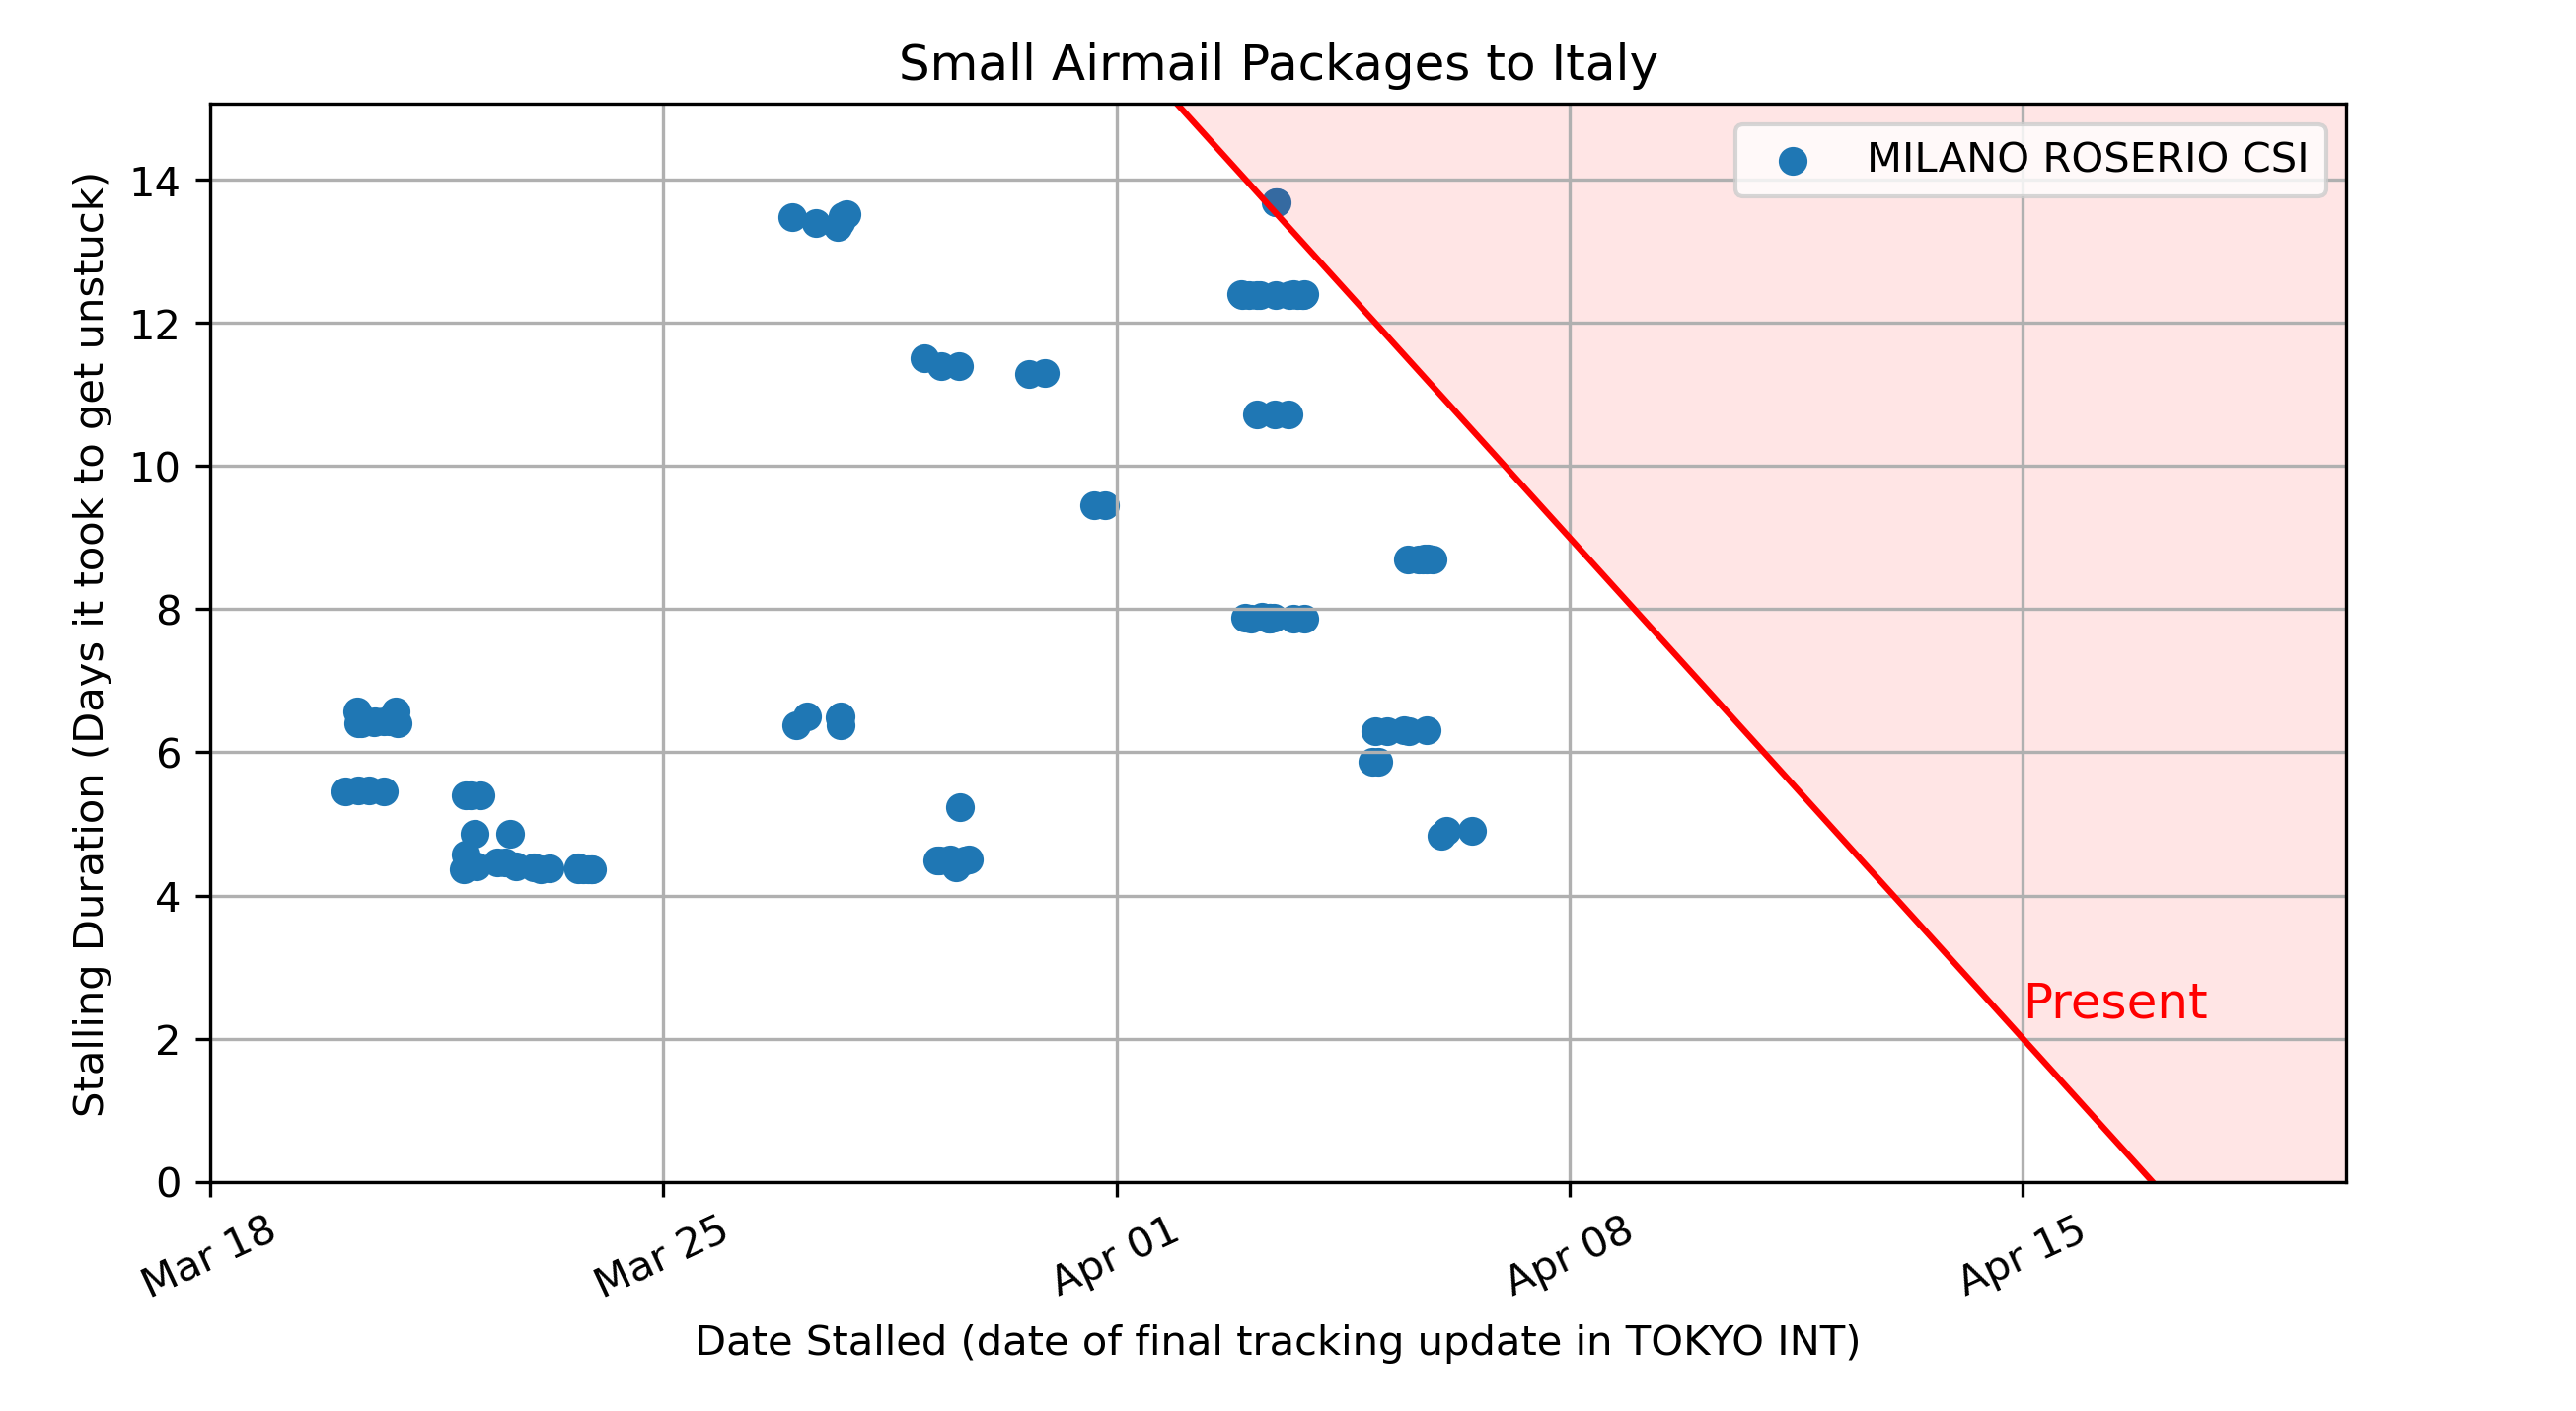 Small Airmail Packages to Italy
MILANO ROSERIO CSI
Stalling Duration (Days it took to get unstuck)
14
12
10
8
6
4
2
0
Present
Mar 18
Mar 25
Apr 01
Apr 08
Apr 15
Date Stalled (date of final tracking update in TOKYO INT)